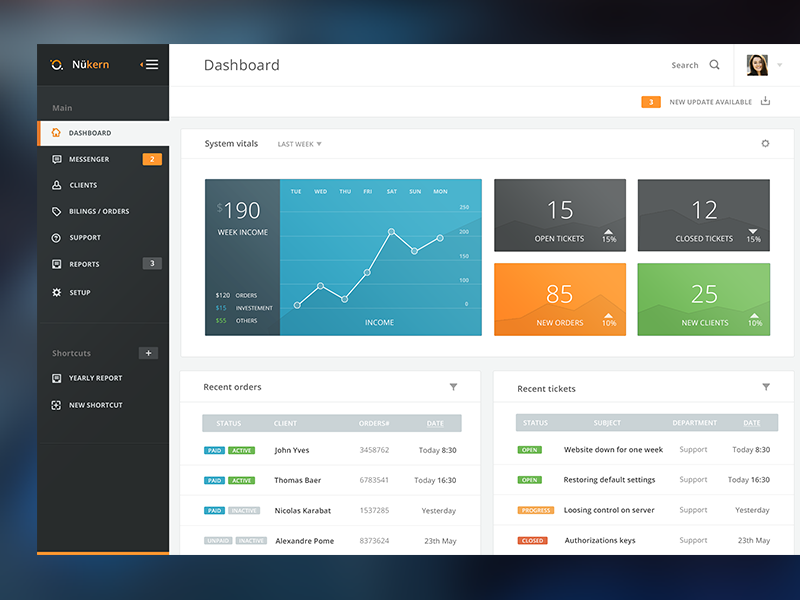 Nükern
Main
DASHBOARD
MESSENGER 2
CLIENTS
BILINGS / ORDERS
SUPPORT
REPORTS 3
SETUP
Shortcuts +
YEARLY REPORT
NEW SHORTCUT
Dashboard
Search
3 NEW UPDATE AVAILABLE
System vitals LAST WEEK
$190
WEEK INCOME
$120 ORDERS
$15 INVESTEMENT
$55 OTHERS
TUE WED THU FRI SAT SUN MON
250
200
150
100
0
INCOME
15
OPEN TICKETS 15%
12
CLOSED TICKETS 15%
85
NEW ORDERS 10%
25
NEW CLIENTS 10%
Recent orders
STATUS CLIENT ORDERS# DATE
PAID ACTIVE John Yves 3458762 Today 8:30
PAID ACTIVE Thomas Baer 6783541 Today 16:30
PAID INACTIVE Nicolas Karabat 1537285 Yesterday
UNPAID INACTIVE Alexandre Pome 8373624 23th May
Recent tickets
STATUS SUBJECT DEPARTMENT DATE
OPEN Website down for one week Support Today 8:30
OPEN Restoring default settings Support Today 16:30
PROGRESS Loosing control on server Support Yesterday
CLOSED Authorizations keys Support 23th May